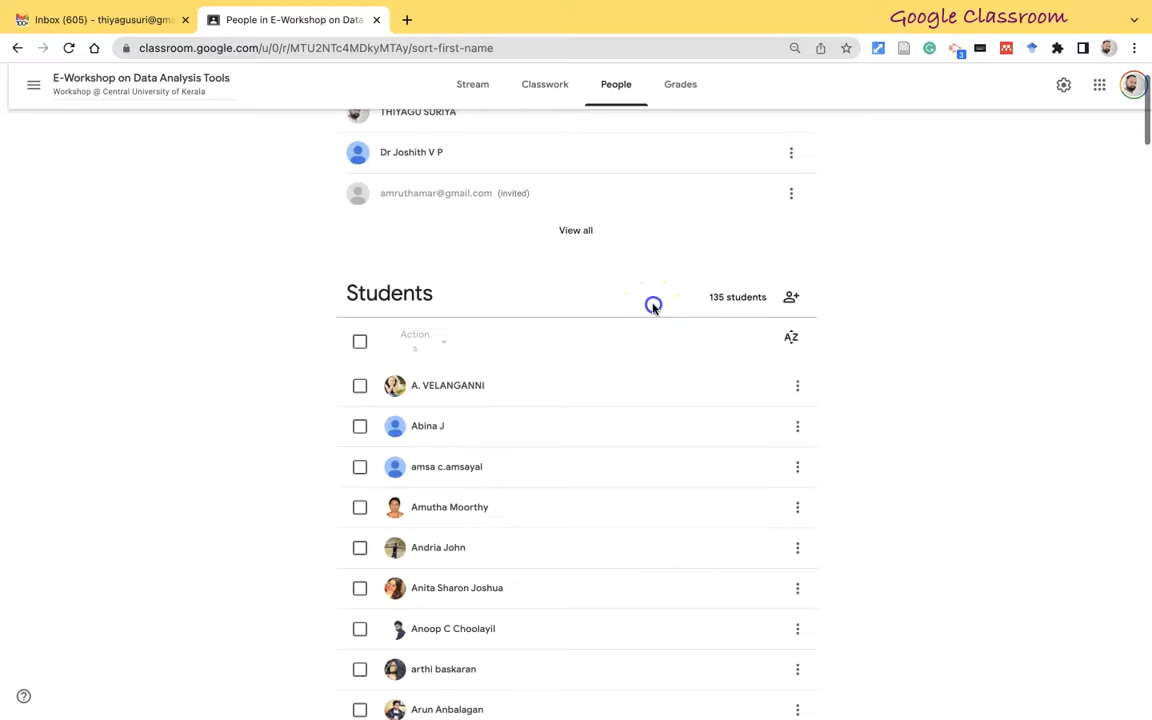 Inbox (605) - thiyagusuri@gm
People in E-Workshop on Data
Google Classroom
classroom.google.com/u/0/r/MTU2NTc4MDkyMTAy/sort-first-name
3
E-Workshop on Data Analysis Tools
Workshop @ Central University of Kerala
Stream
Classwork
People
Grades
THIYAGU SURIYA
Dr Joshith V P
amruthamar@gmail.com (invited)
View all
Students
135 students
Action
s
AZ
A. VELANGANNI
Abina J
amsa c.amsayal
Amutha Moorthy
Andria John
Anita Sharon Joshua
Anoop C Choolayil
arthi baskaran
Arun Anbalagan